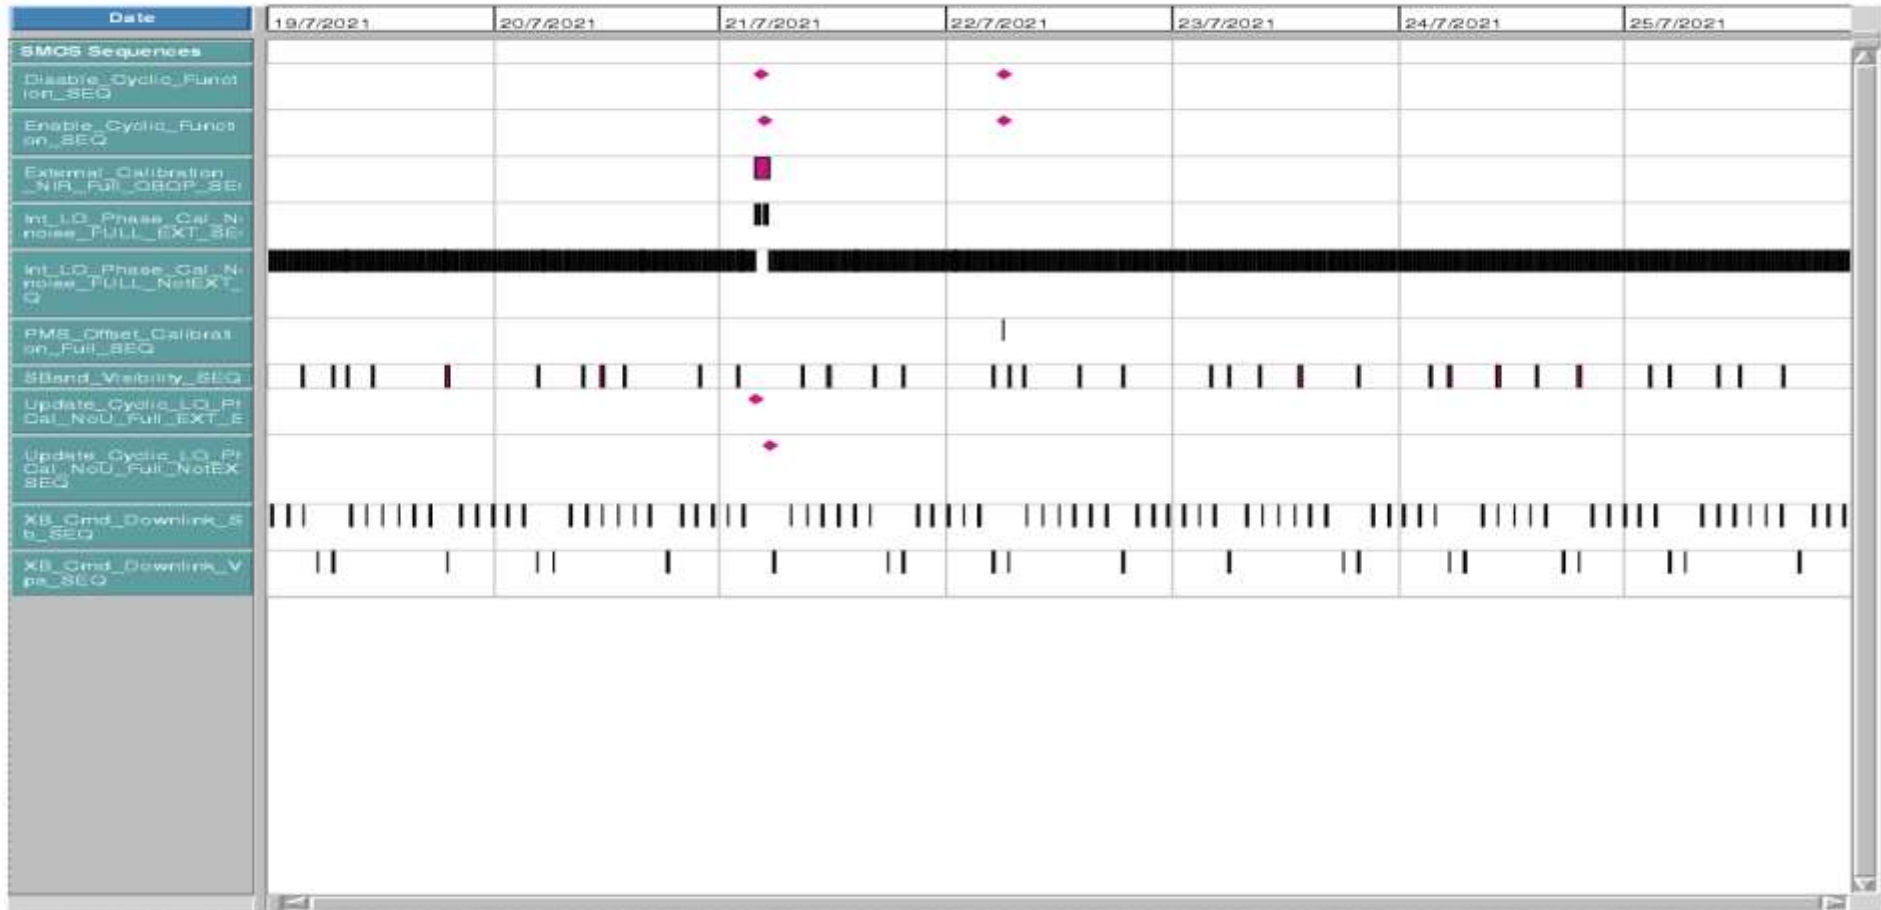 Date
19/7/2021 20/7/2021 21/7/2021 22/7/2021 23/7/2021 24/7/2021 25/7/2021
SMOS Sequences
Disable_Cyclic_Funct
ion_SEQ
Enable_Cyclic_Functi
on_SEQ
External_Calibration
_NIR_Full_OBOP_SE
Int_LO_Phase_Cal_N
noise_FULL_EXT_SE
Int_LO_Phase_Cal_N
noise_FULL_NotEXT_
Q
PMS_Offset_Calibrati
on_Full_SEQ
SBand_Visibility_SEQ
Update_Cyclic_LO_P
Cal_NoU_Full_EXT_S
Update_Cyclic_LO_P
Cal_NoU_Full_NotEX
SEQ
XB_Cmd_Downlink_S
b_SEQ
XB_Cmd_Downlink_V
pa_SEQ